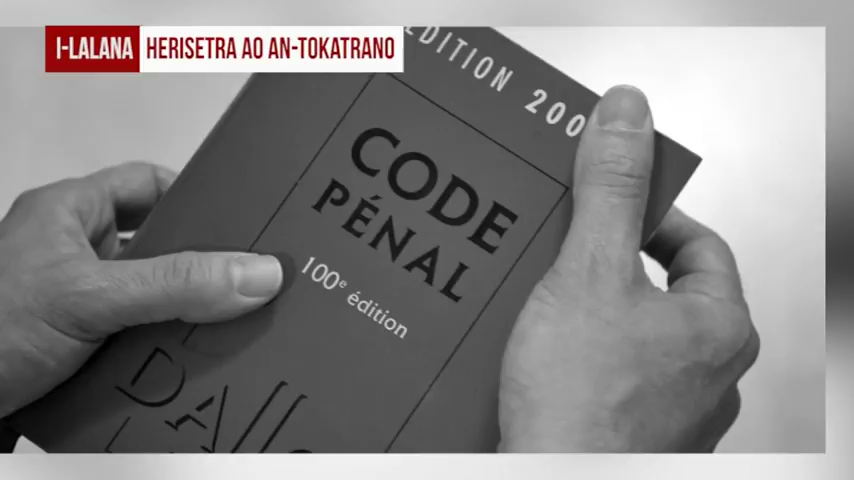 I-LALANA HERISETRA AO AN-TOKATRANO
EDITION 200
CODE
PÉNAL
100e édition